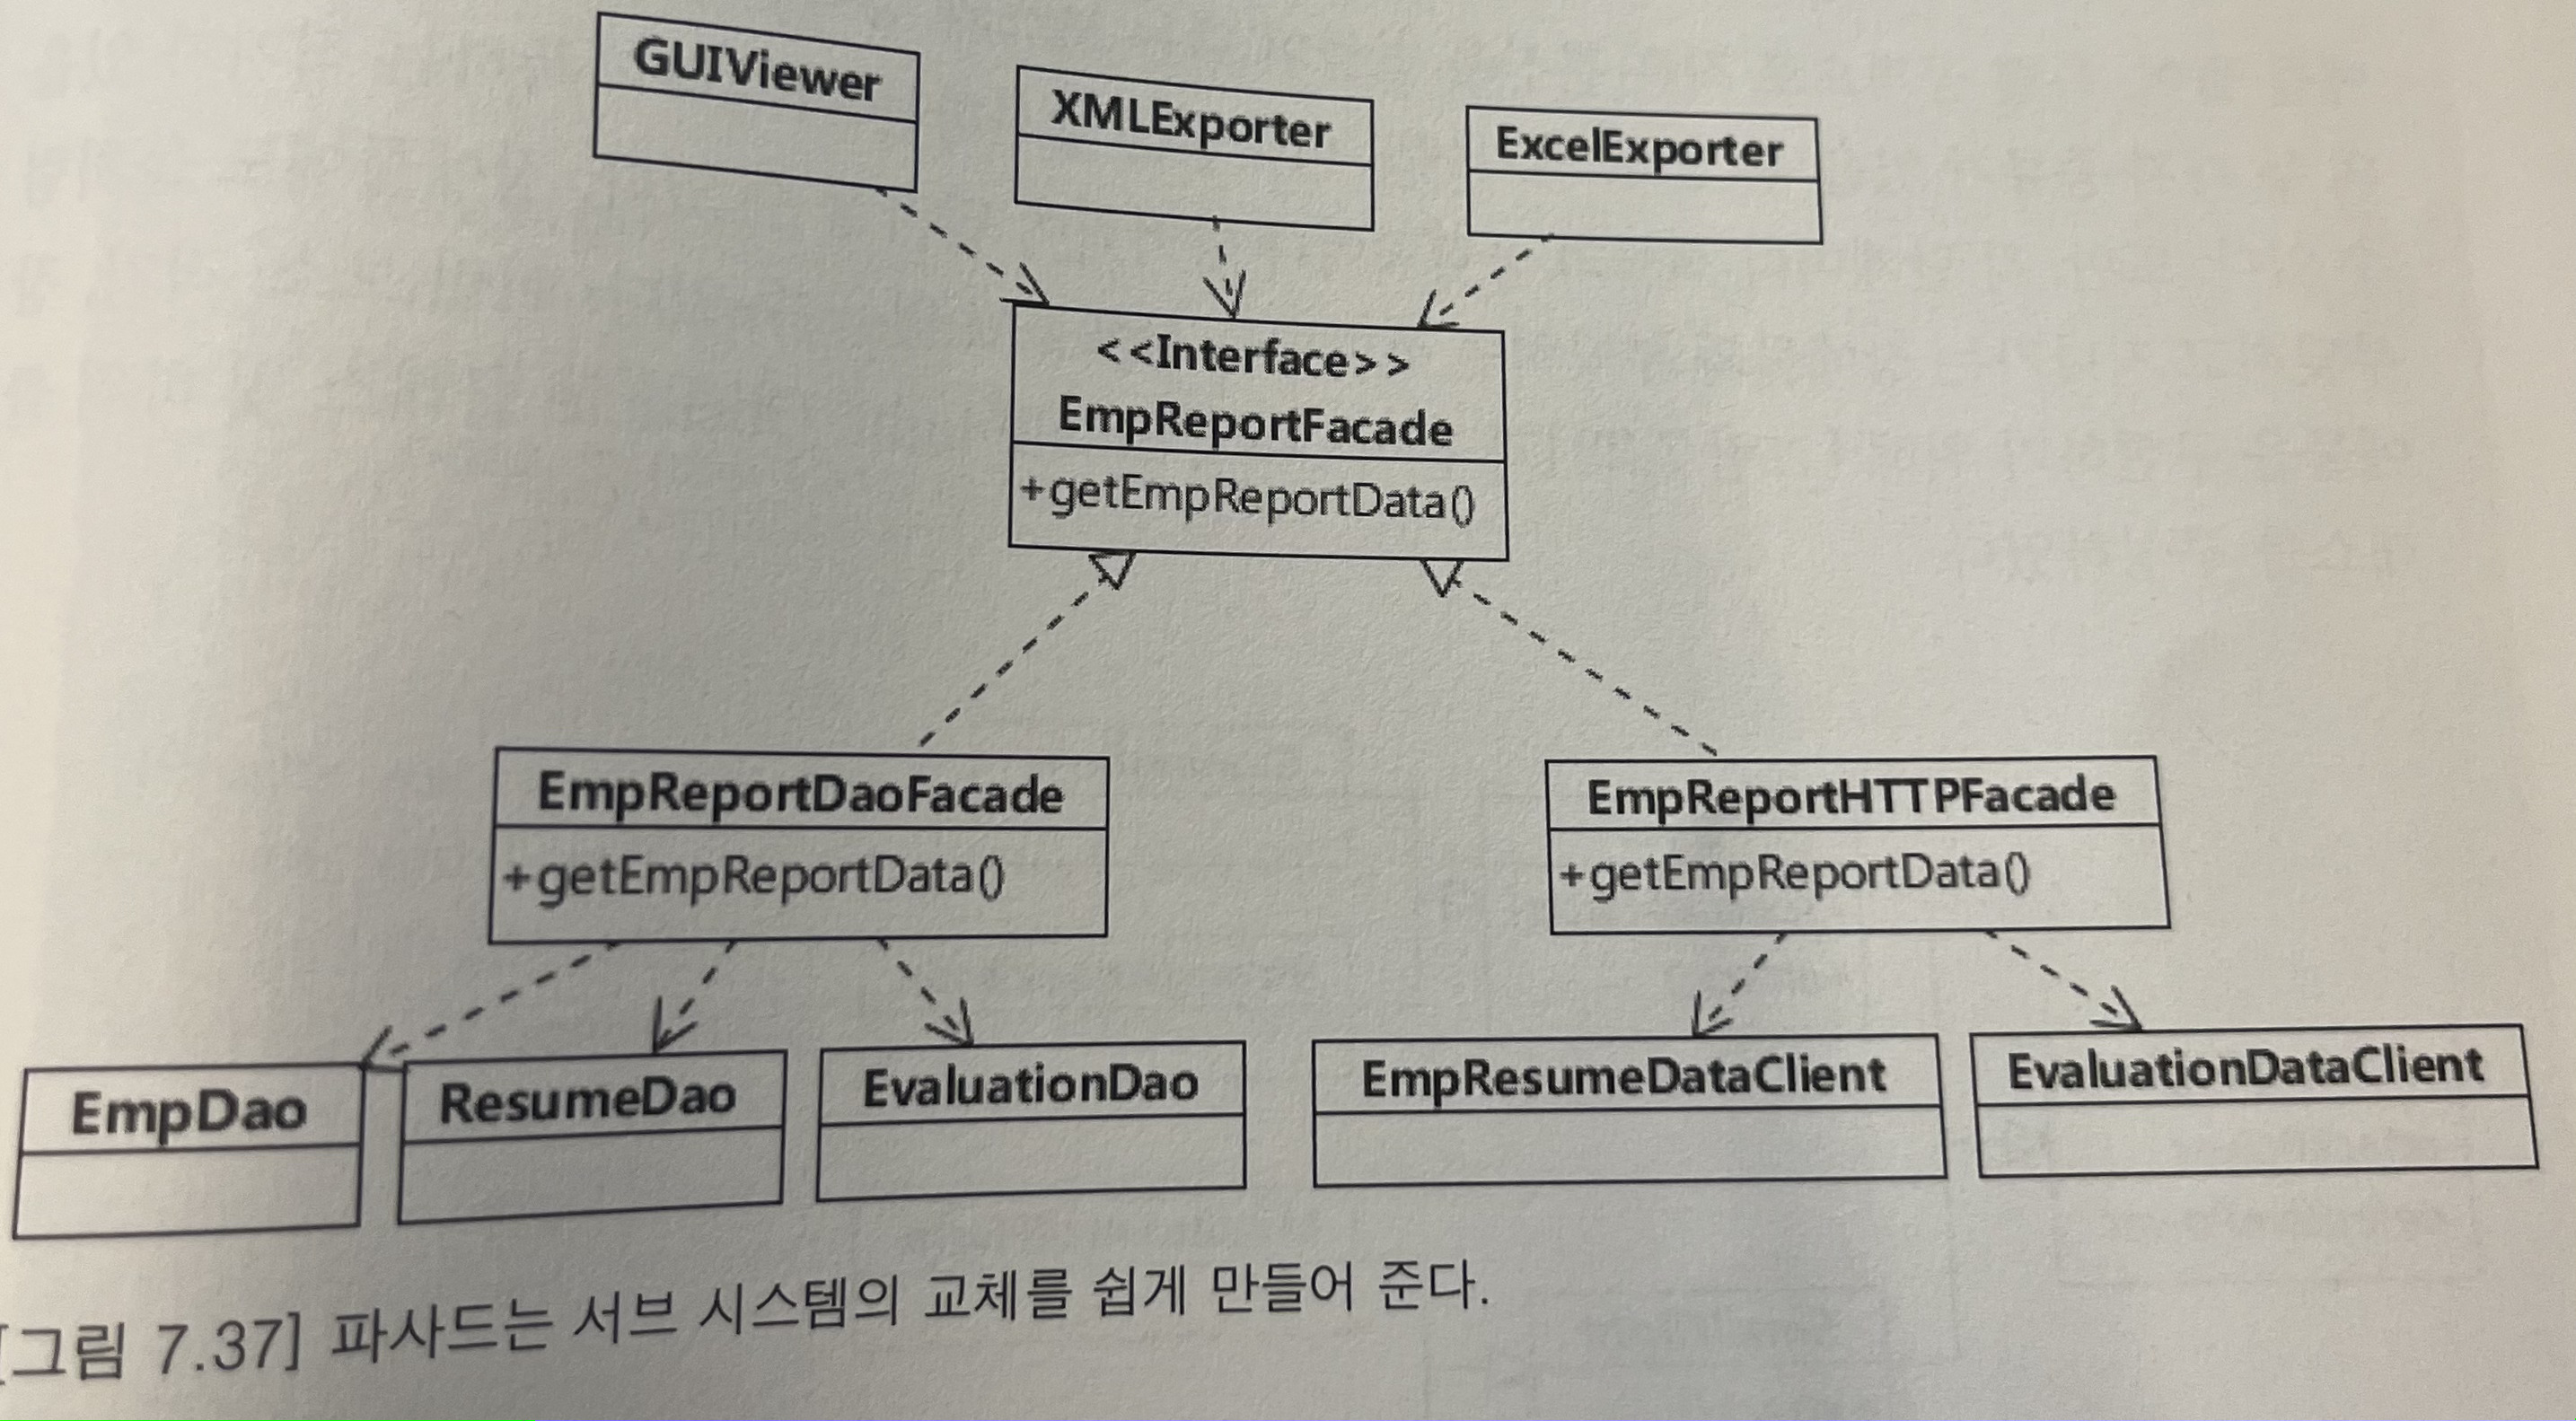 GUIViewer
XMLExporter
ExcelExporter
<<Interface>>
EmpReportFacade
+getEmpReportData()
EmpReportDaoFacade
+getEmpReportData()
EmpReportHTTPFacade
+getEmpReportData()
EmpDao
ResumeDao
EvaluationDao
EmpResumeDataClient
EvaluationDataClient
[그림 7.37] 파사드는 서브 시스템의 교체를 쉽게 만들어 준다.